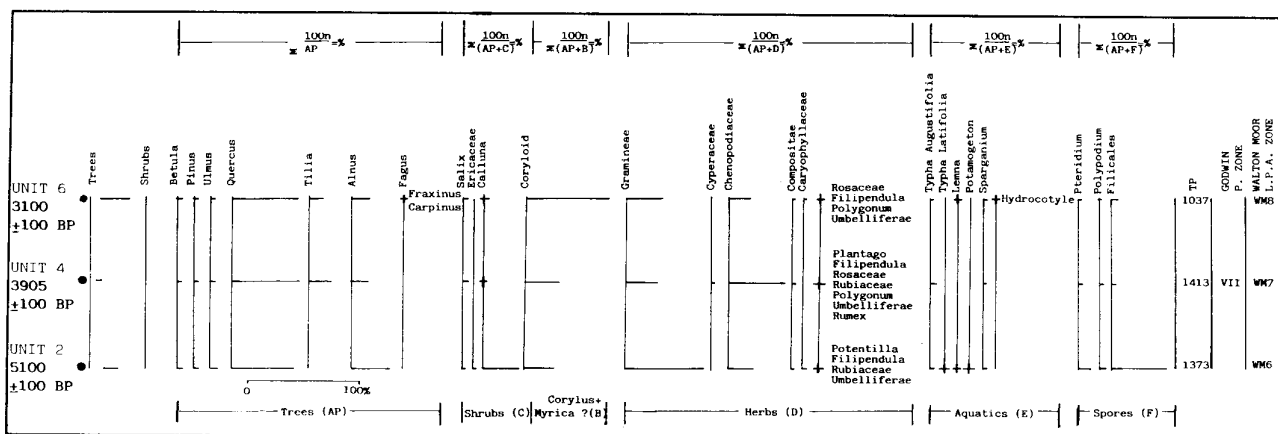 100n
* AP =%
100n
*(AP+C) =%
100n
*(AP+B) =%
100n
*(AP+D) =%
100n
*(AP+E) =%
100n
*(AP+F) =%
Trees
Shrubs
Betula
Pinus
Ulmus
Quercus
Tilia
Alnus
Fagus
Salix
Ericaceae
Calluna
Coryloid
Gramineae
Cyperaceae
Chenopodiaceae
Compositae
Caryophyllaceae
Typha Augustifolia
Typha Latifolia
Lemna
Potamogeton
Sparganium
Pteridium
Polypodium
Filicales
TP
GODWIN
P. ZONE
WALTON MOOR
L.P.A. ZONE
UNIT 6
3100
±100 BP
+Fraxinus
Carpinus
Rosaceae
Filipendula
Polygonum
Umbelliferae
+Hydrocotyle
1037
WM8
UNIT 4
3905
±100 BP
Plantago
Filipendula
Rosaceae
Rubiaceae
Polygonum
Umbelliferae
Rumex
1413
VII
WM7
UNIT 2
5100
±100 BP
Potentilla
Filipendula
Rubiaceae
Umbelliferae
1373
WM6
0 100%
Trees (AP)
Shrubs (C)
Corylus+
Myrica ?(B)
Herbs (D)
Aquatics (E)
Spores (F)